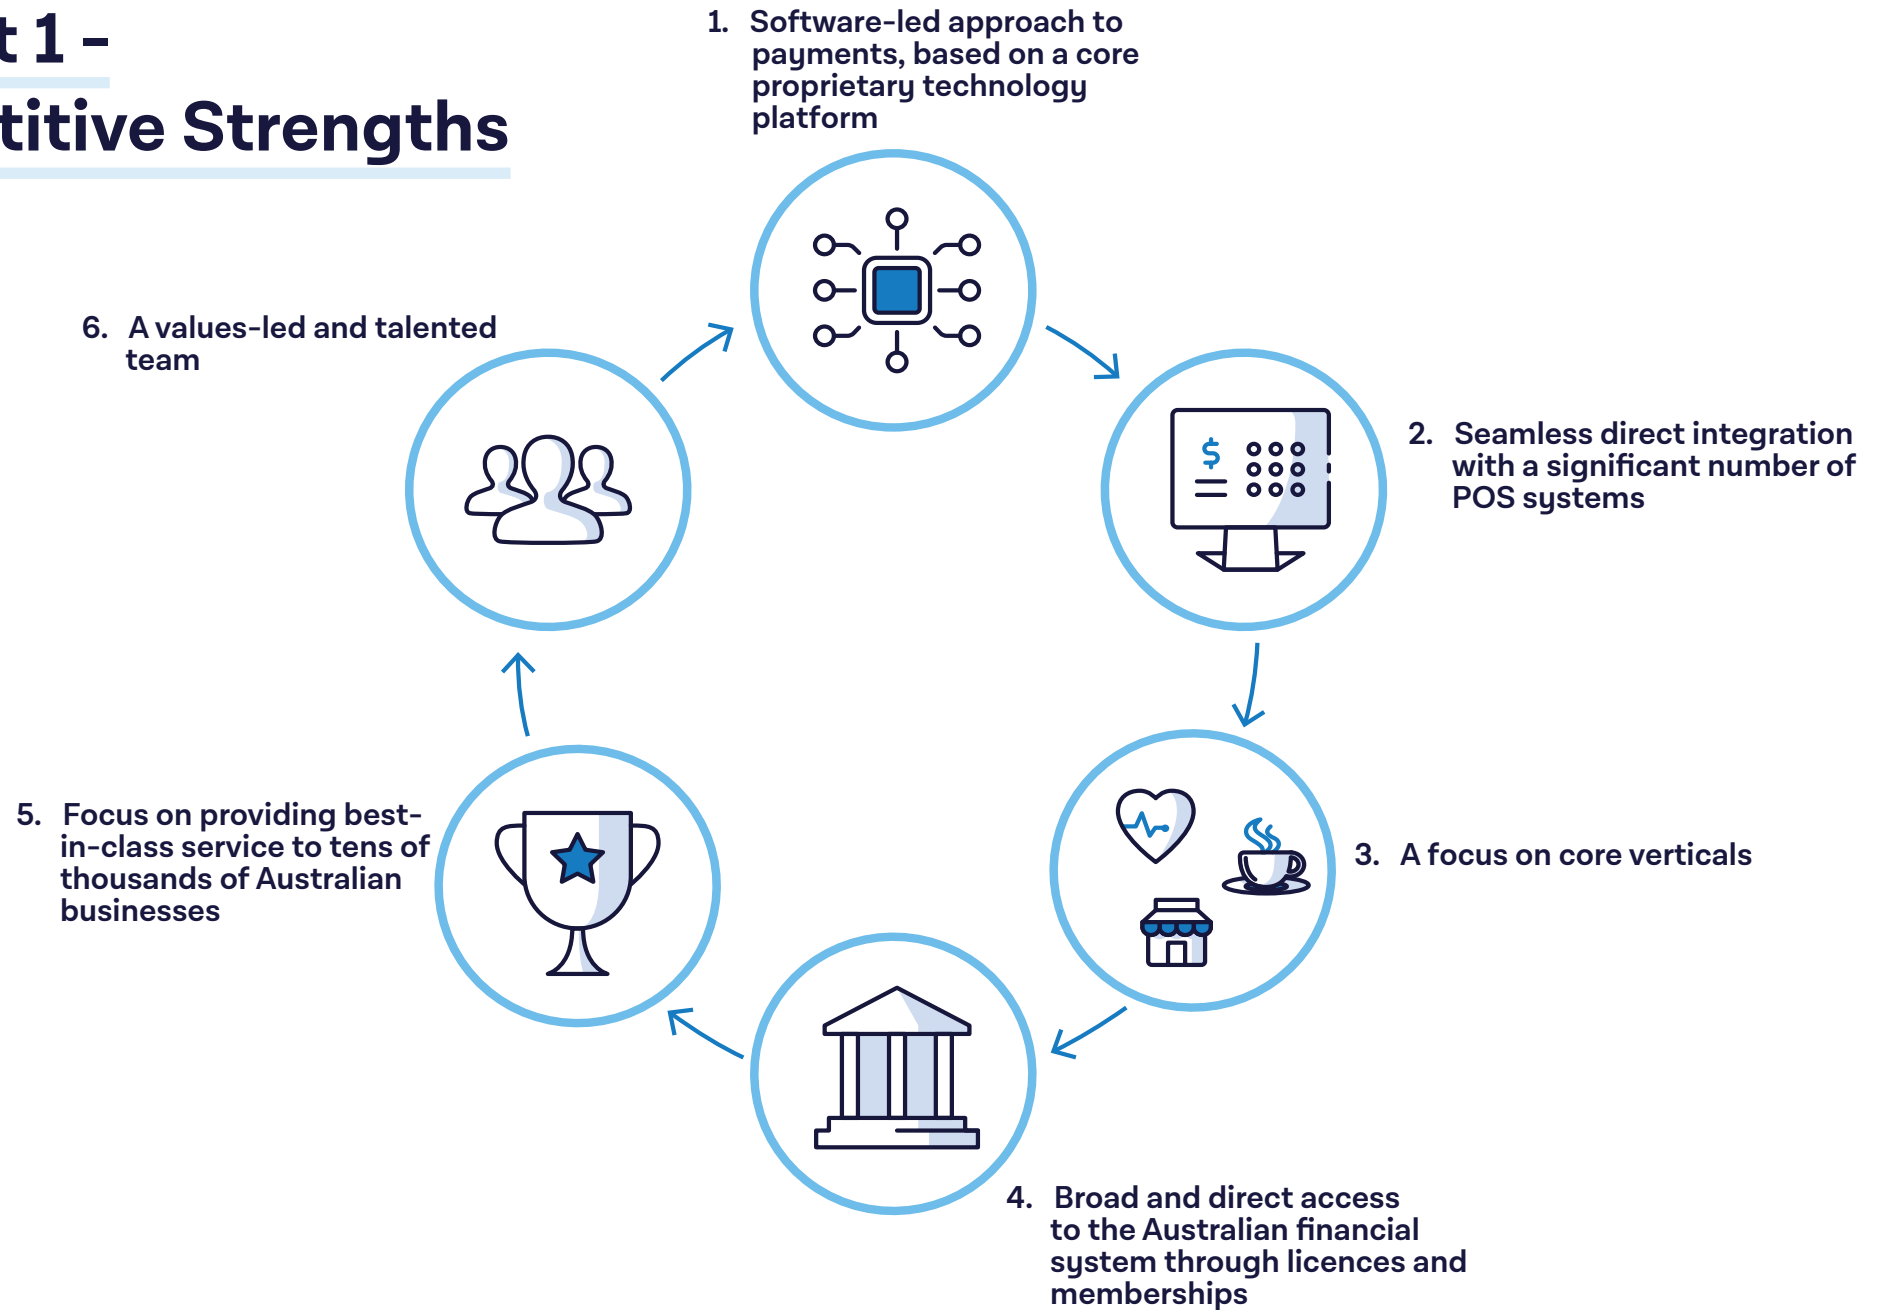 t 1 –
titive Strengths
1. Software-led approach to
payments, based on a core
proprietary technology
platform
2. Seamless direct integration
with a significant number of
POS systems
3. A focus on core verticals
4. Broad and direct access
to the Australian financial
system through licences and
memberships
5. Focus on providing best-
in-class service to tens of
thousands of Australian
businesses
6. A values-led and talented
team
$